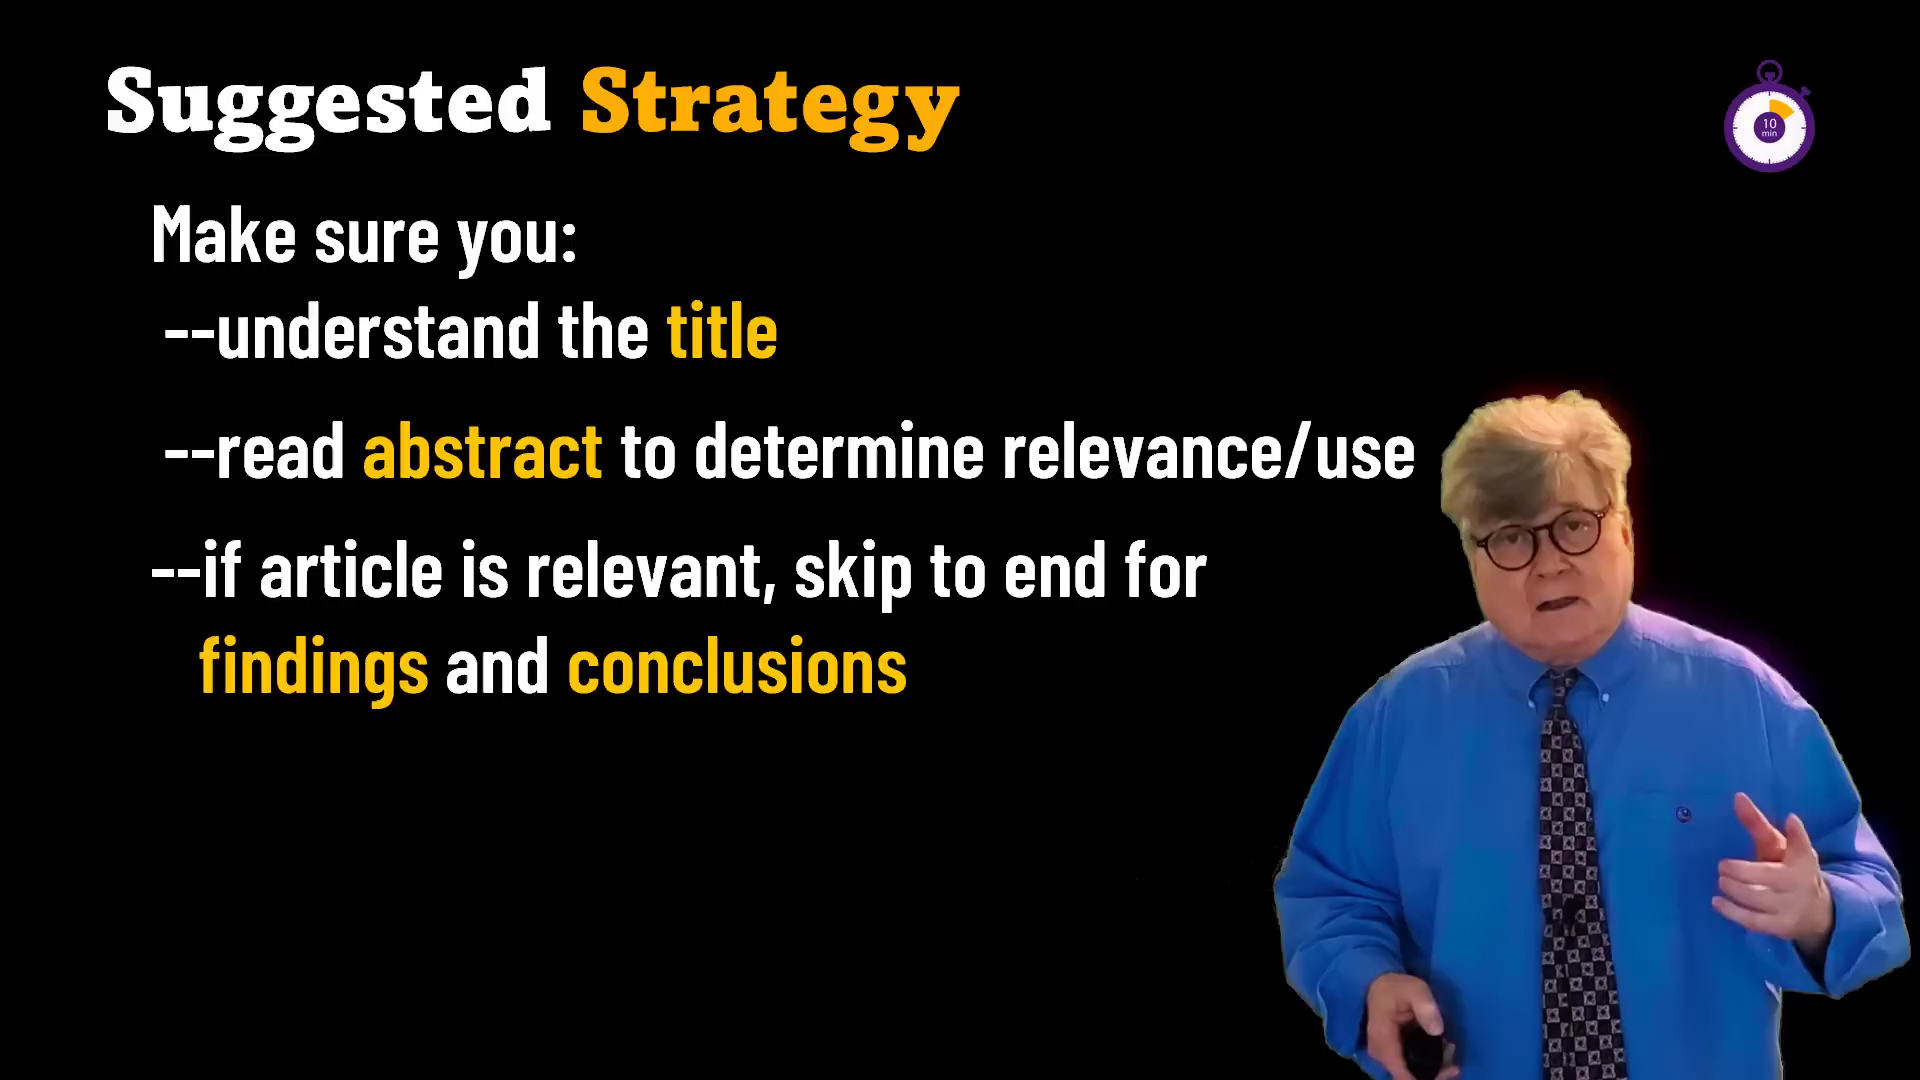 Suggested Strategy
10
min
Make sure you:
--understand the title
--read abstract to determine relevance/use
--if article is relevant, skip to end for
findings and conclusions